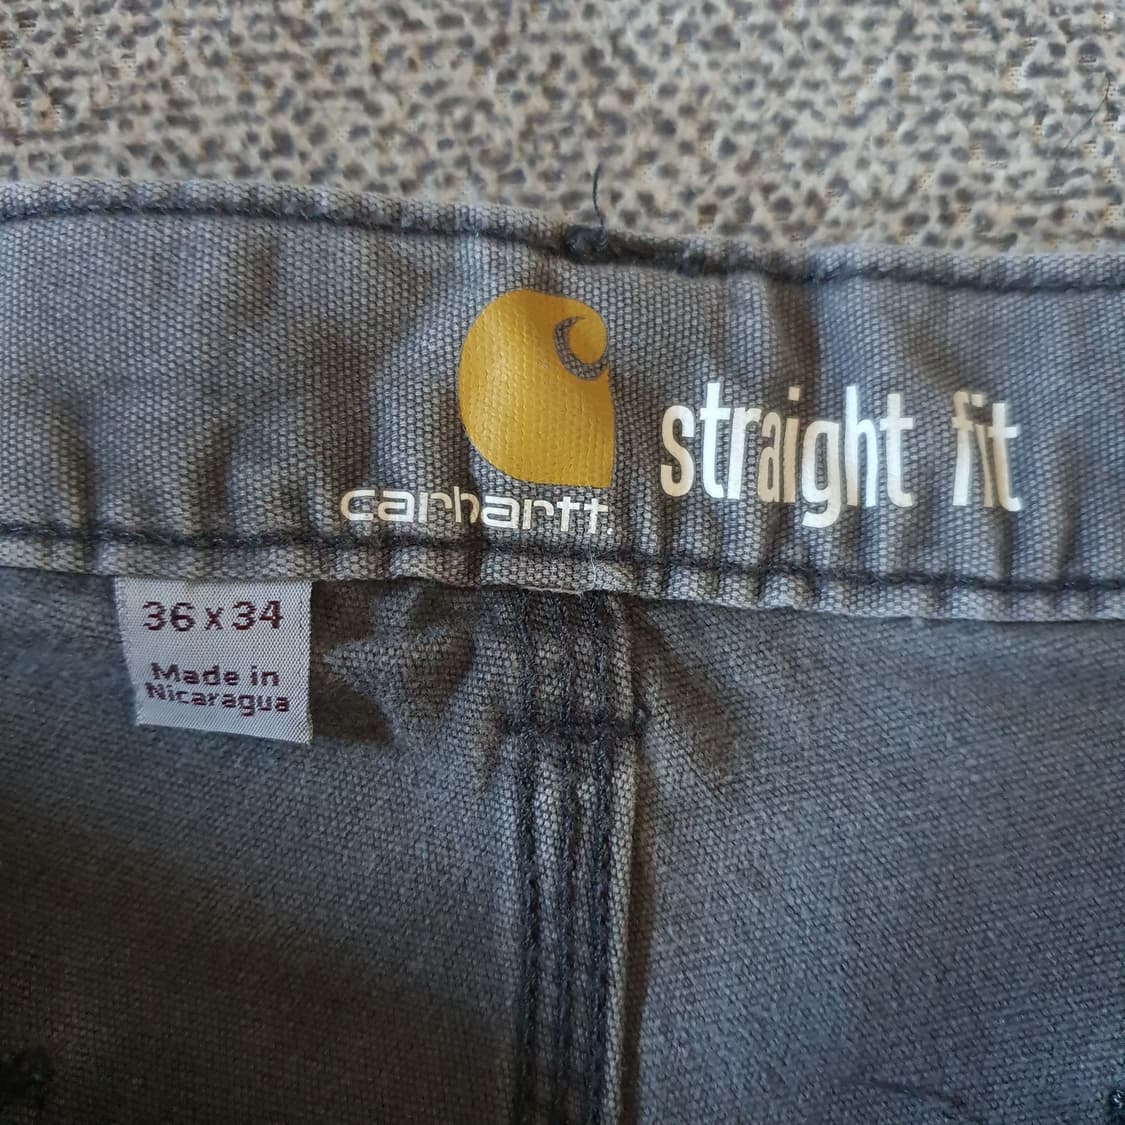 carhartt.
straight fit
36 x 34
Made in
Nicaragua